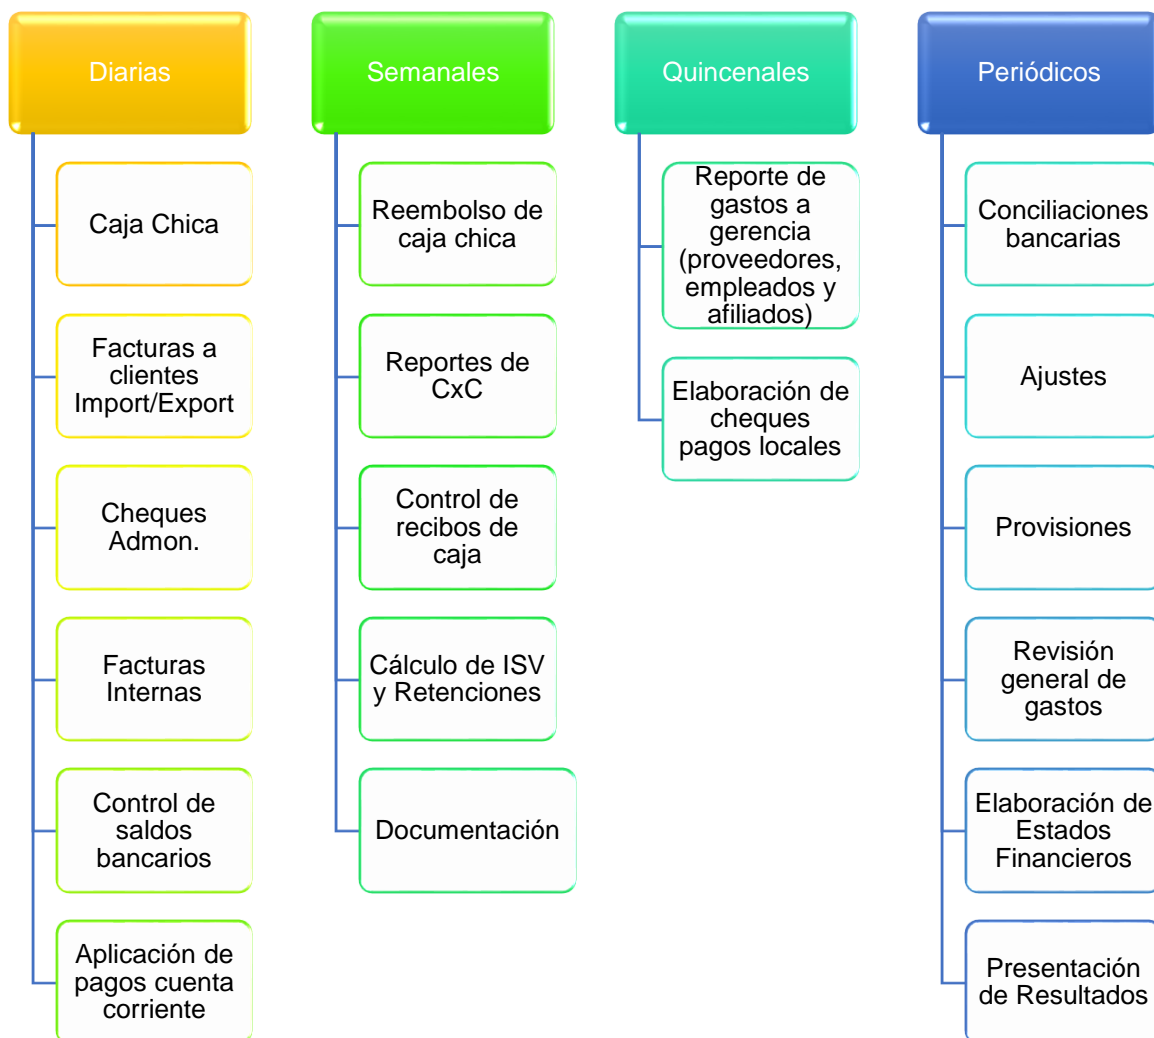 Diarias
Caja Chica
Facturas a
clientes
Import/Export
Cheques
Admon.
Facturas
Internas
Control de
saldos
bancarios
Aplicación de
pagos cuenta
corriente
Semanales
Reembolso de
caja chica
Reportes de
CxC
Control de
recibos de
caja
Cálculo de ISV
y Retenciones
Documentación
Quincenales
Reporte de
gastos a
gerencia
(proveedores,
empleados y
afiliados)
Elaboración de
cheques
pagos locales
Periódicos
Conciliaciones
bancarias
Ajustes
Provisiones
Revisión
general de
gastos
Elaboración de
Estados
Financieros
Presentación
de Resultados